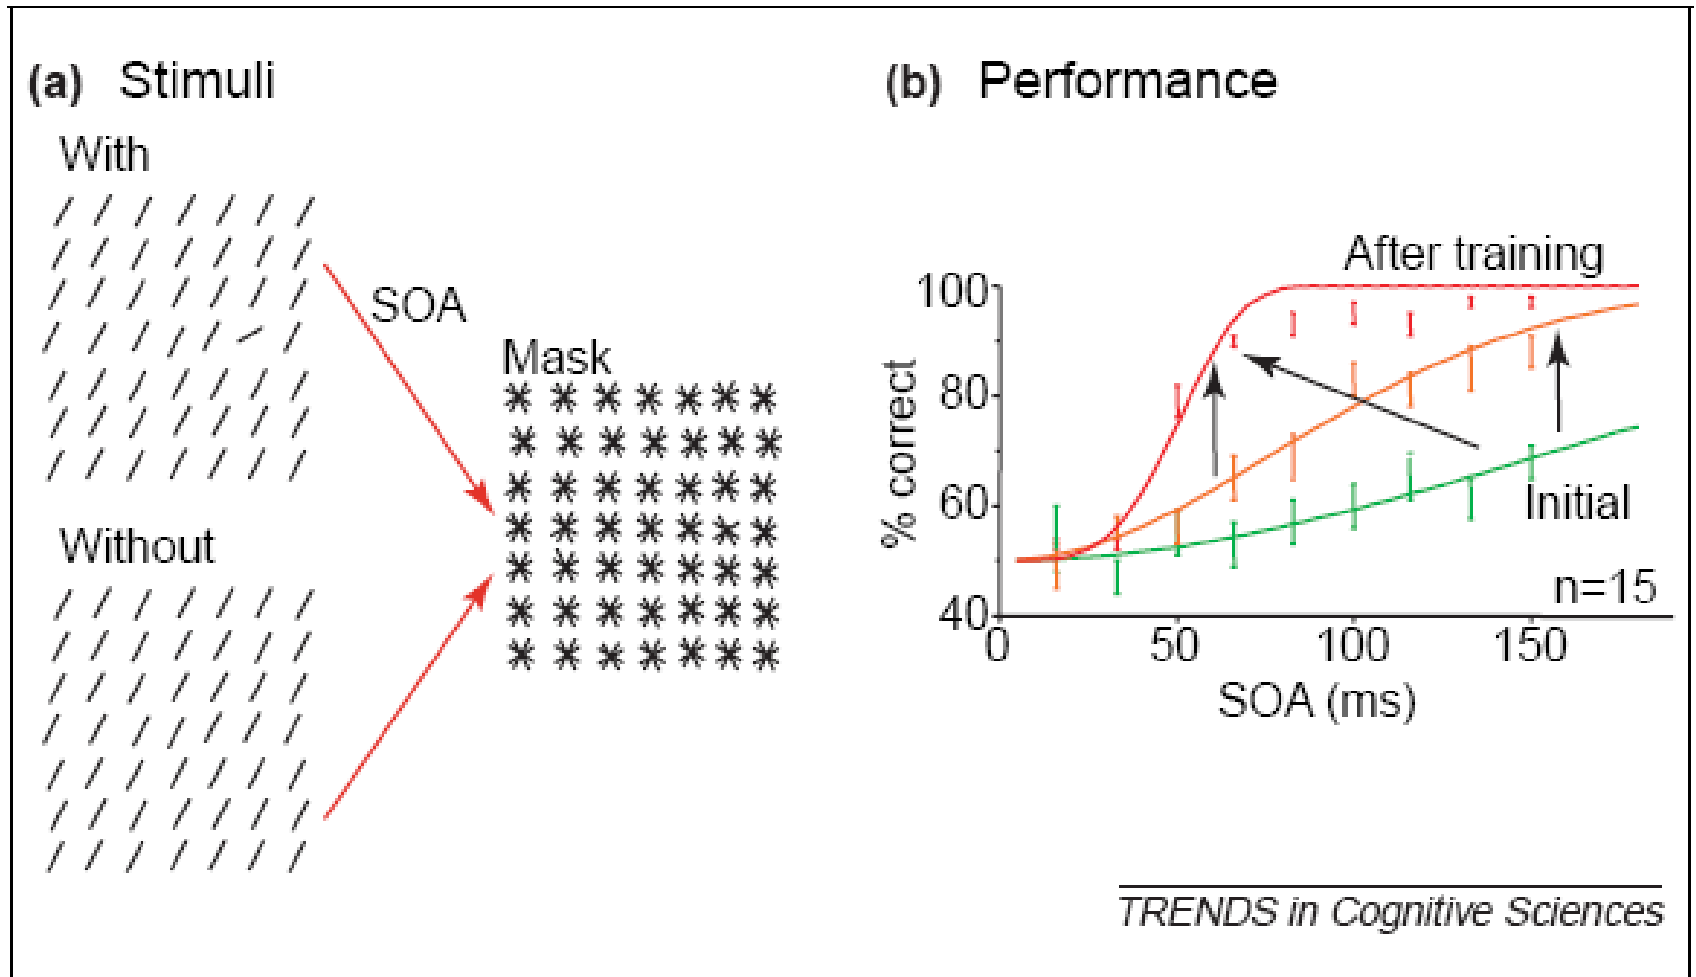 (a) Stimuli
With
SOA
Mask
Without
(b) Performance
After training
100
80
60
40
% correct
Initial
n=15
0 50 100 150
SOA (ms)
TRENDS in Cognitive Sciences